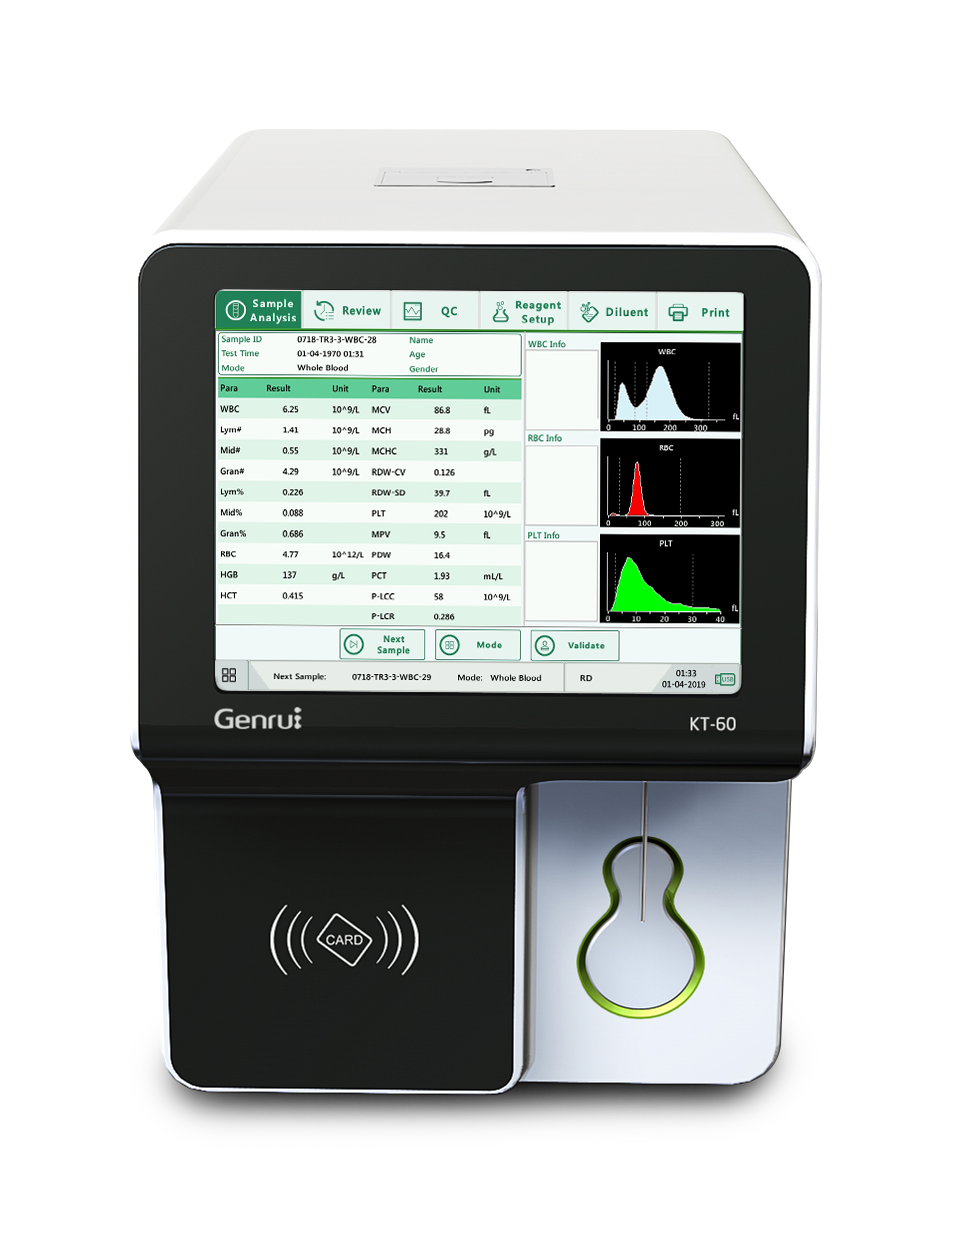 Sample Analysis
Review
QC
Reagent Setup
Diluent
Print
Sample ID 0718-TR3-3-WBC-28 Name
Test Time 01-04-1970 01:31 Age
Mode Whole Blood Gender
Para Result Unit Para Result Unit
WBC 6.25 10^9/L MCV 86.8 fL
Lym# 1.41 10^9/L MCH 28.8 pg
Mid# 0.55 10^9/L MCHC 331 g/L
Gran# 4.29 10^9/L RDW-CV 0.126
Lym% 0.226 RDW-SD 39.7 fL
Mid% 0.088 PLT 202 10^9/L
Gran% 0.686 MPV 9.5 fL
RBC 4.77 10^12/L PDW 16.4
HGB 137 g/L PCT 1.93 mL/L
HCT 0.415 P-LCC 58 10^9/L
P-LCR 0.286
WBC Info
WBC
fL
0 100 200 300
RBC Info
RBC
fL
0 100 200 300
PLT Info
PLT
fL
0 10 20 30 40
Next Sample
Mode
Validate
Next Sample: 0718-TR3-3-WBC-29 Mode: Whole Blood RD
01:33
01-04-2019
USB
Genrui
KT-60
CARD